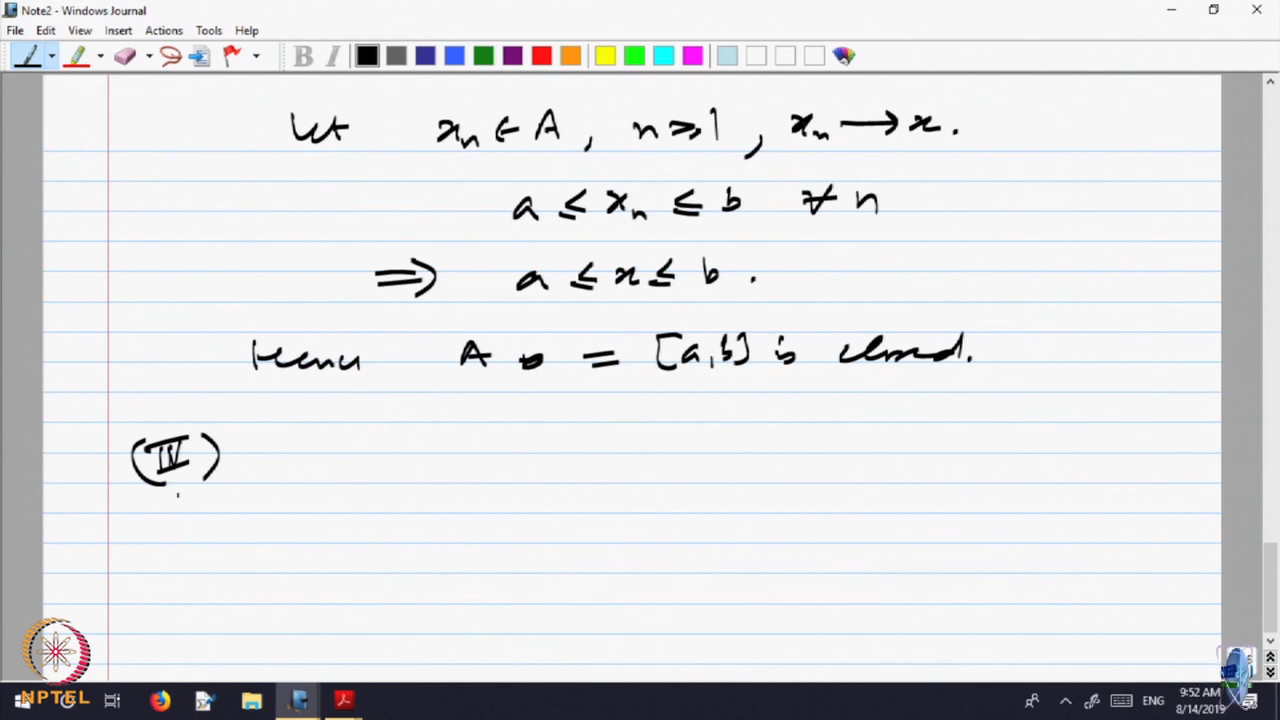 Note2 - Windows Journal
File Edit View Insert Actions Tools Help
B I
Let xn ∈ A, n ≥ 1, xn → x.
a ≤ xn ≤ b ∀ n
⇒ a ≤ x ≤ b.
Hence A = [a,b] is closed.
(IV)
NPTEL
ENG
9:52 AM
8/14/2019